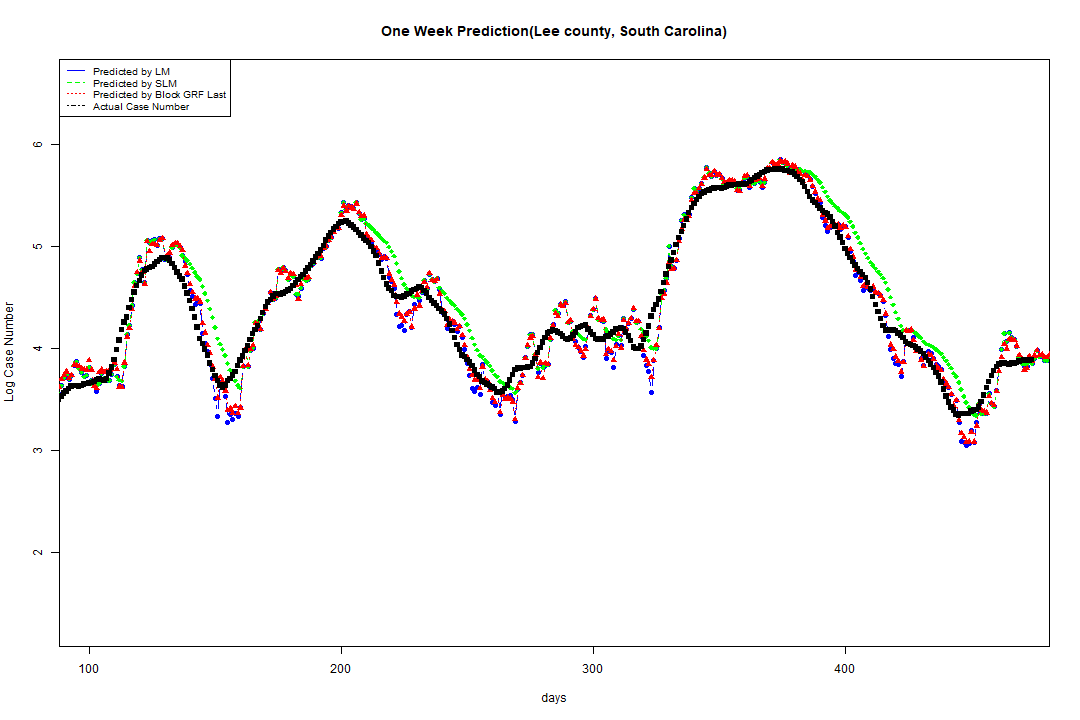 One Week Prediction(Lee county, South Carolina)
Predicted by LM
Predicted by SLM
Predicted by Block GRF Last
Actual Case Number
6
5
4
3
2
Log Case Number
100 200 300 400
days